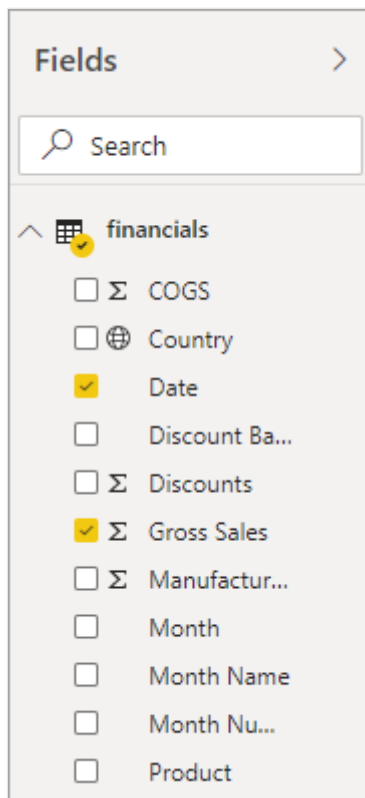 Fields
Search
financials
Σ COGS
Country
Date
Discount Ba...
Σ Discounts
Σ Gross Sales
Σ Manufactur...
Month
Month Name
Month Nu...
Product